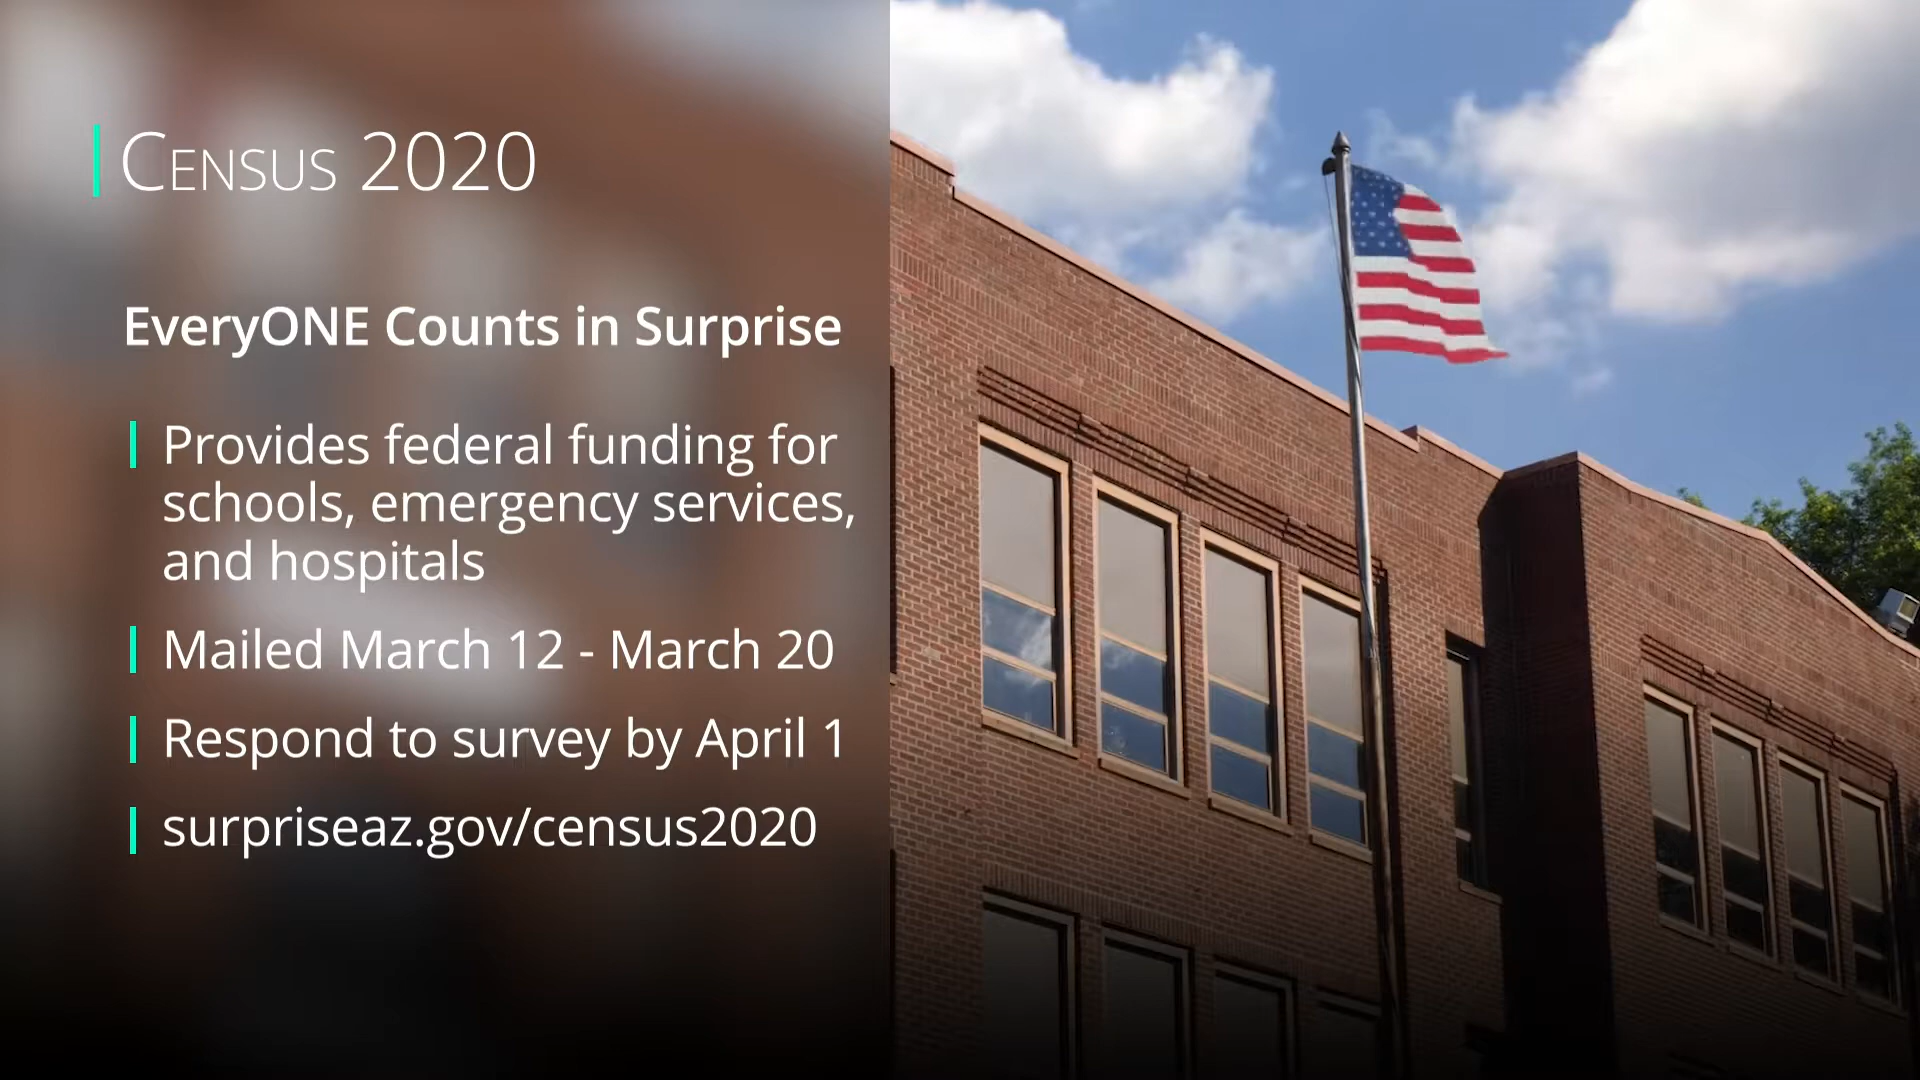 Census 2020
EveryONE Counts in Surprise
Provides federal funding for
schools, emergency services,
and hospitals
Mailed March 12 - March 20
Respond to survey by April 1
surpriseaz.gov/census2020